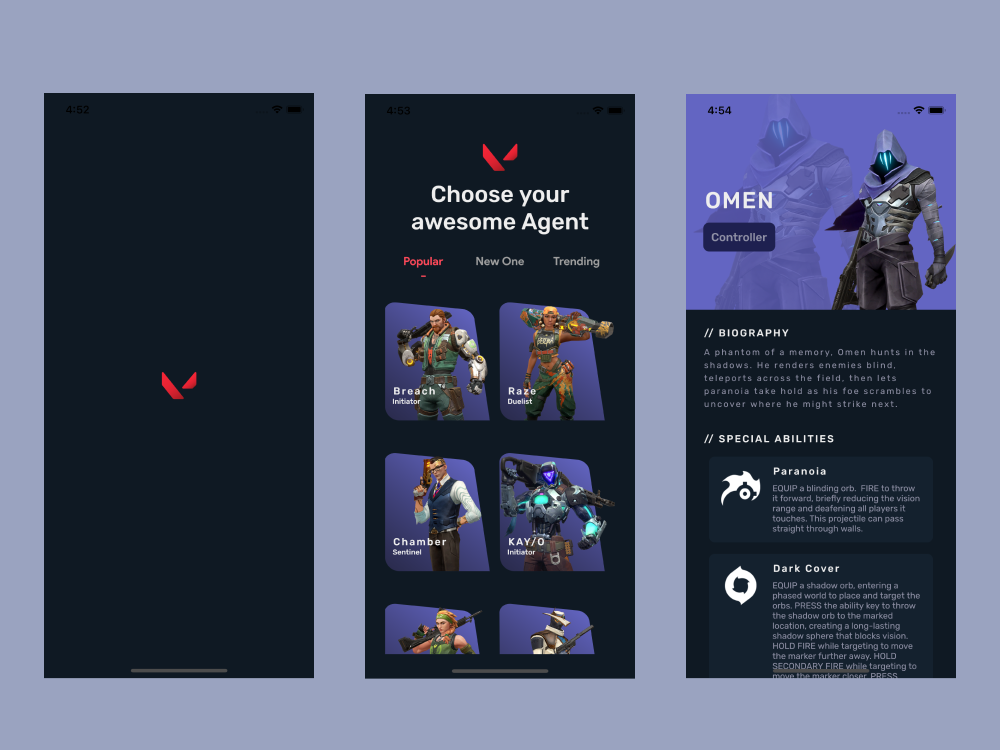 4:52
4:53
Choose your
awesome Agent
Popular New One Trending
Breach
Initiator
Raze
Duelist
Chamber
Sentinel
KAY/O
Initiator
4:54
OMEN
Controller
// BIOGRAPHY
A phantom of a memory, Omen hunts in the
shadows. He renders enemies blind,
teleports across the field, then lets
paranoia take hold as his foe scrambles to
uncover where he might strike next.
// SPECIAL ABILITIES
Paranoia
EQUIP a blinding orb.  FIRE to throw
it forward, briefly reducing the vision
range and deafening all players it
touches. This projectile can pass
straight through walls.
Dark Cover
EQUIP a shadow orb, entering a
phased world to place and target the
orbs. PRESS the ability key to throw
the shadow orb to the marked
location, creating a long-lasting
shadow sphere that blocks vision.
HOLD FIRE while targeting to move
the marker further away. HOLD
SECONDARY FIRE while targeting to
move the marker closer. PRESS